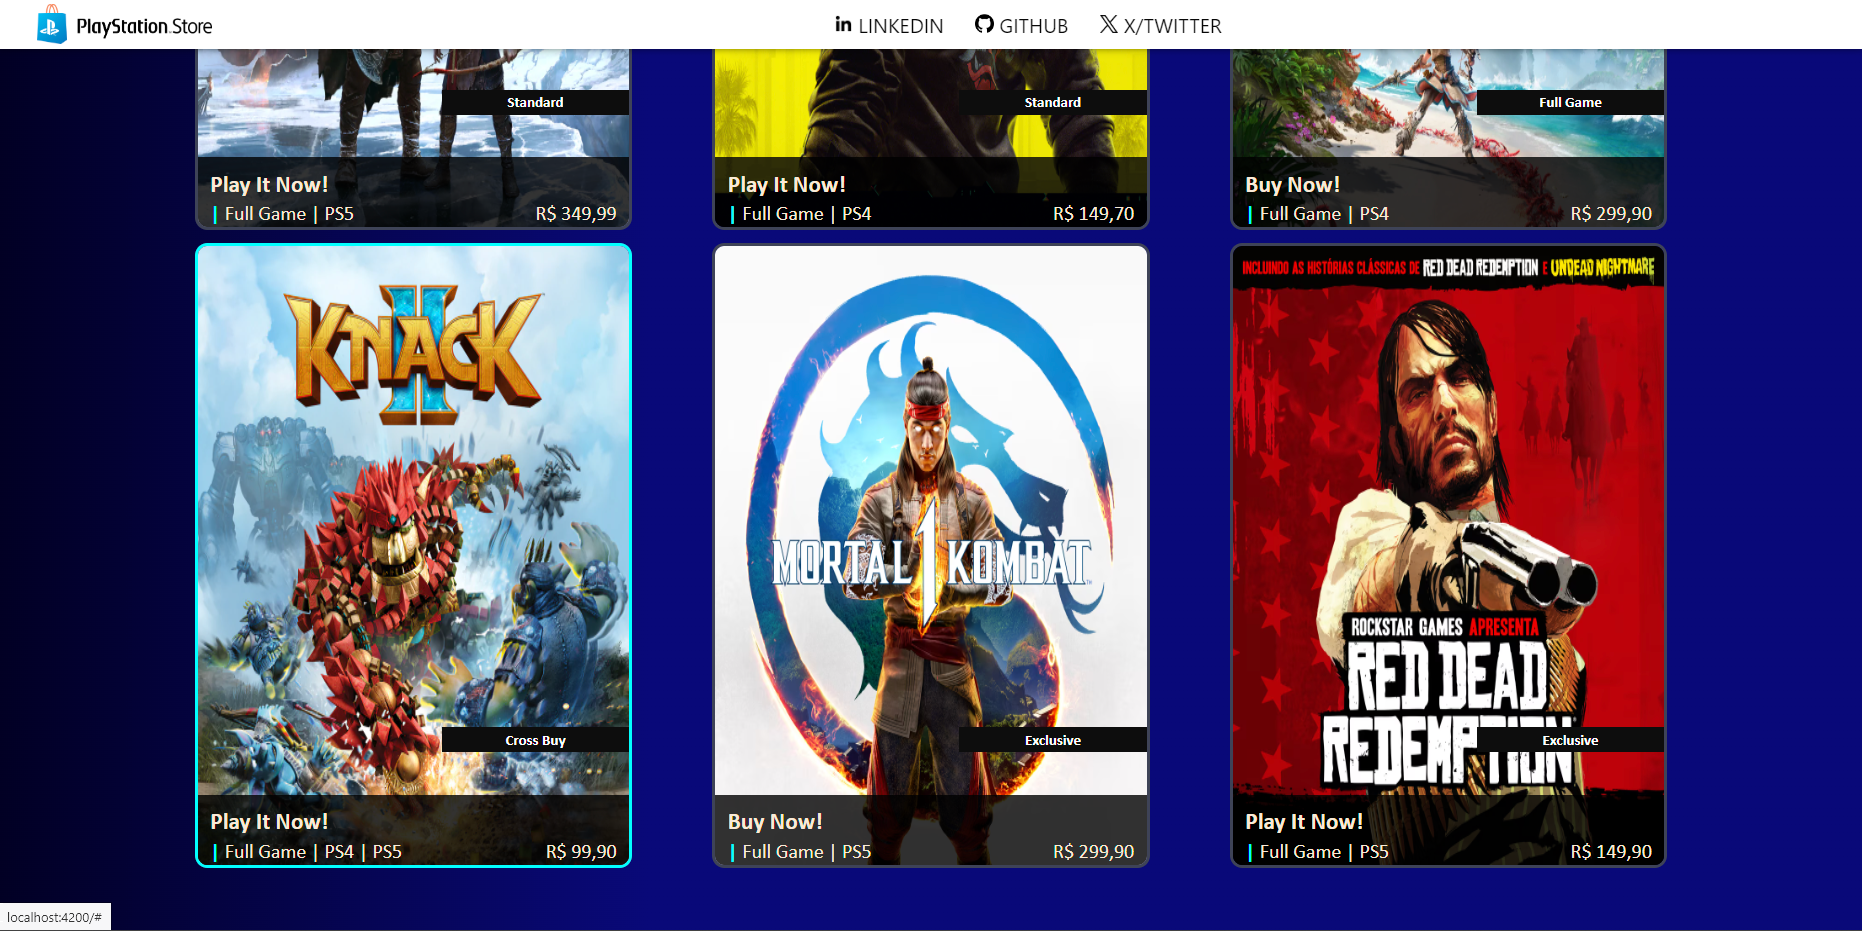 PlayStation Store
LINKEDIN
GITHUB
X/TWITTER
Standard
Play It Now!
| Full Game | PS5
R$ 349,99
Standard
Play It Now!
| Full Game | PS4
R$ 149,70
Full Game
Buy Now!
| Full Game | PS4
R$ 299,90
KNACK
II
Cross Buy
Play It Now!
| Full Game | PS4 | PS5
R$ 99,90
MORTAL 1 KOMBAT
Exclusive
Buy Now!
| Full Game | PS5
R$ 299,90
INCLUINDO AS HISTÓRIAS CLÁSSICAS DE RED DEAD REDEMPTION E UNDEAD NIGHTMARE
ROCKSTAR GAMES APRESENTA
RED DEAD
REDEMPTION
Exclusive
Play It Now!
| Full Game | PS5
R$ 149,90
localhost:4200/#